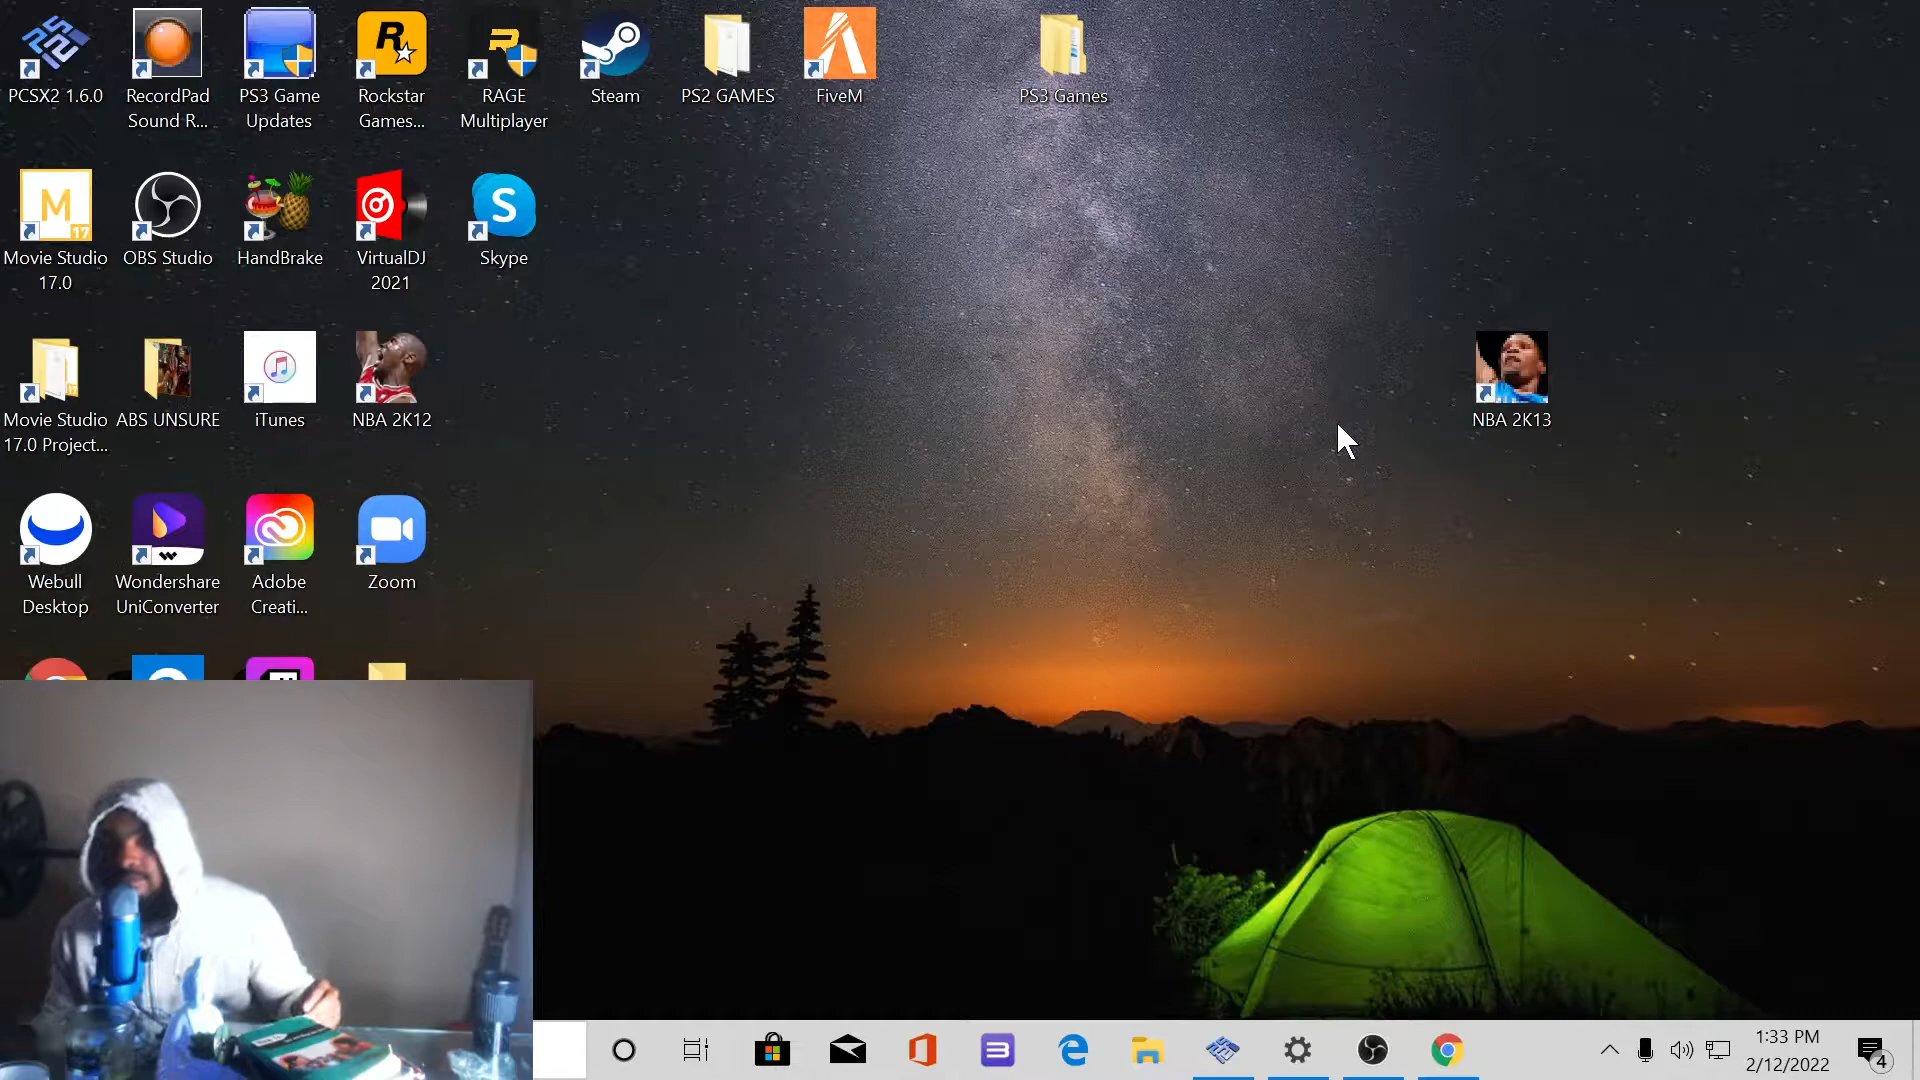 PCSX2 1.6.0
RecordPad
Sound R...
PS3 Game
Updates
Rockstar
Games...
RAGE
Multiplayer
Steam
PS2 GAMES
FiveM
PS3 Games
Movie Studio
17.0
OBS Studio
HandBrake
VirtualDJ
2021
Skype
Movie Studio
17.0 Project...
ABS UNSURE
iTunes
NBA 2K12
NBA 2K13
Webull
Desktop
Wondershare
UniConverter
Adobe
Creati...
Zoom
1:33 PM
2/12/2022
4